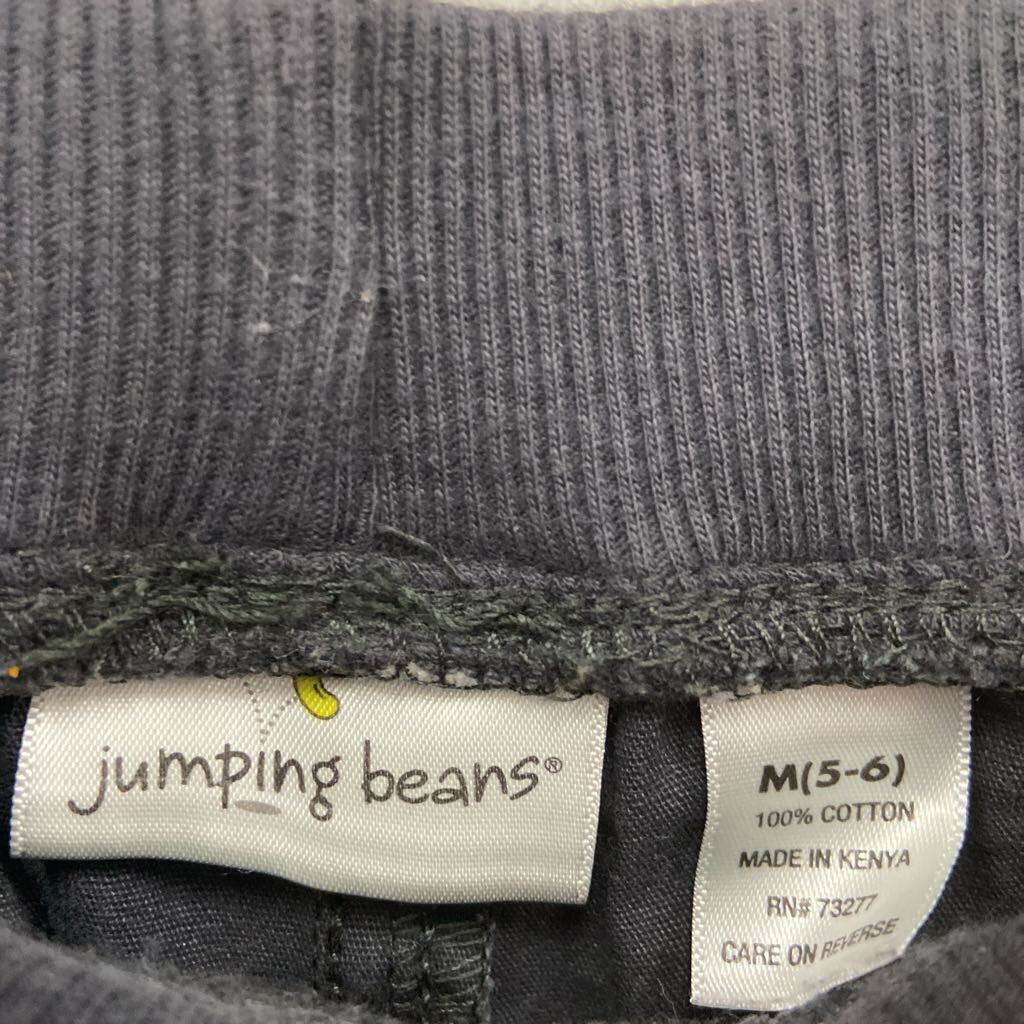 jumping beans®
M(5-6)
100% COTTON
MADE IN KENYA
RN# 73277
CARE ON REVERSE